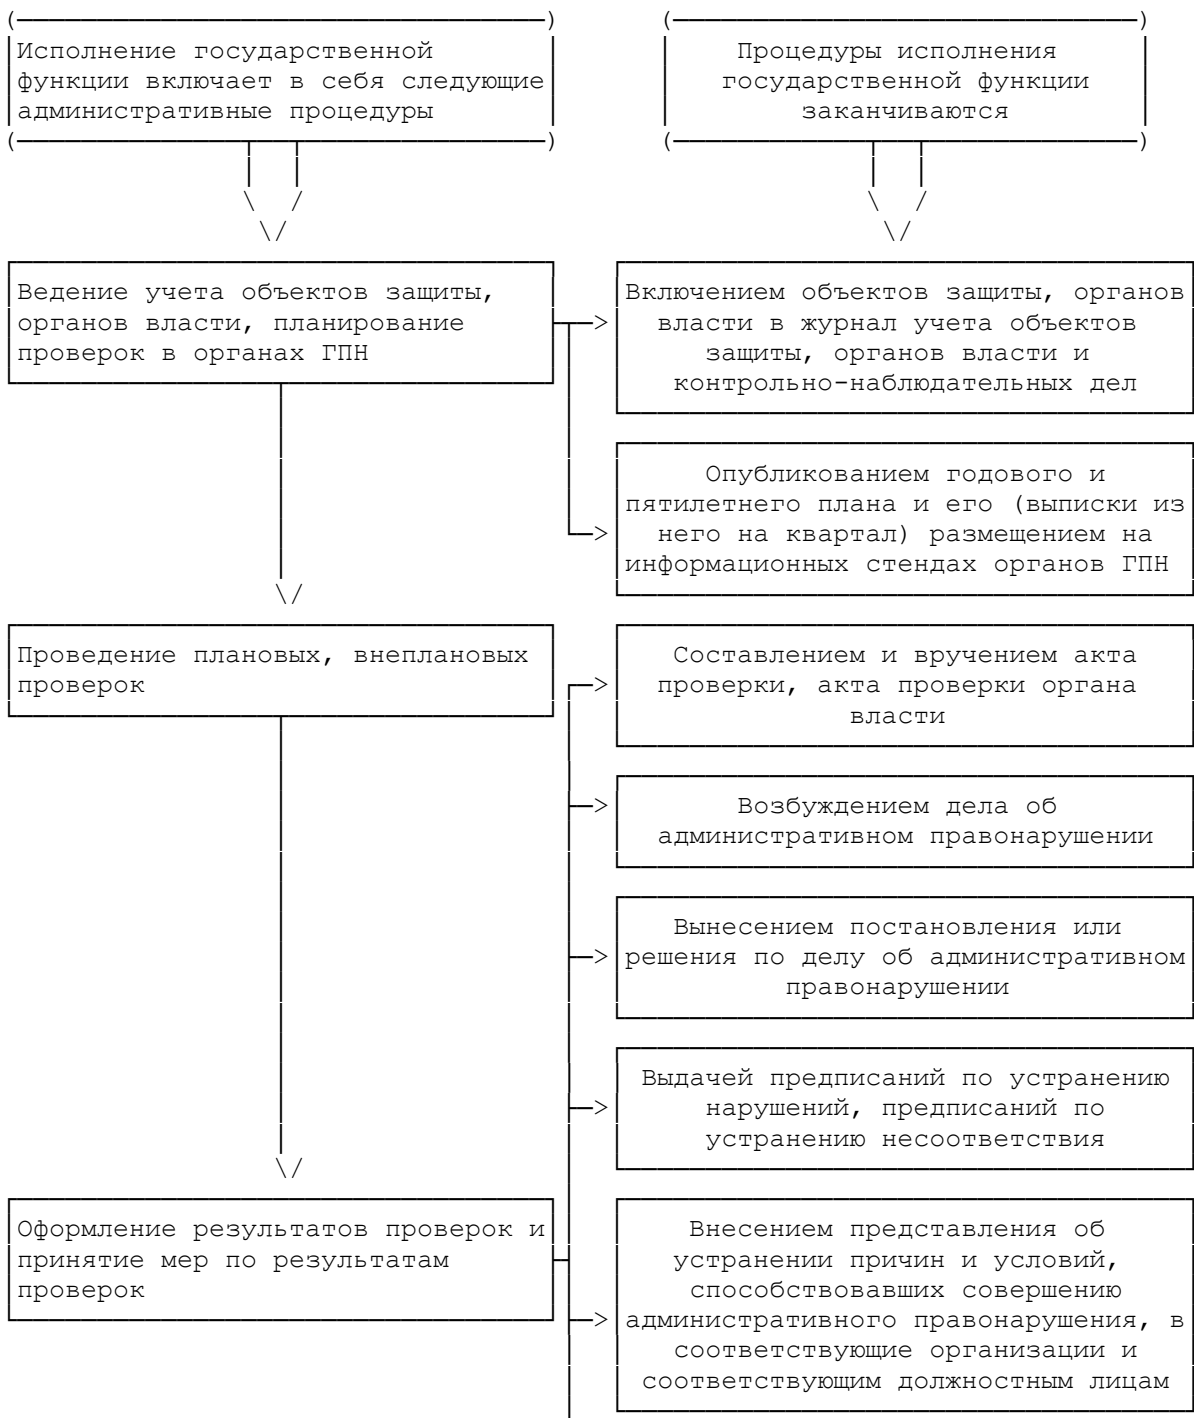 Исполнение государственной
функции включает в себя следующие
административные процедуры
Процедуры исполнения
государственной функции
заканчиваются
Ведение учета объектов защиты,
органов власти, планирование
проверок в органах ГПН
Включением объектов защиты, органов
власти в журнал учета объектов
защиты, органов власти и
контрольно-наблюдательных дел
Опубликованием годового и
пятилетнего плана и его (выписки из
него на квартал) размещением на
информационных стендах органов ГПН
Проведение плановых, внеплановых
проверок
Составлением и вручением акта
проверки, акта проверки органа
власти
Возбуждением дела об
административном правонарушении
Вынесением постановления или
решения по делу об административном
правонарушении
Выдачей предписаний по устранению
нарушений, предписаний по
устранению несоответствия
Оформление результатов проверок и
принятие мер по результатам
проверок
Внесением представления об
устранении причин и условий,
способствовавших совершению
административного правонарушения, в
соответствующие организации и
соответствующим должностным лицам